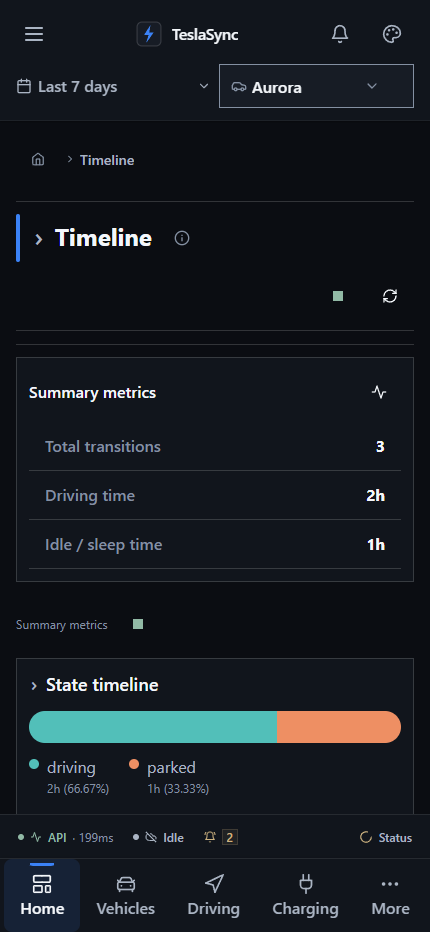 TeslaSync
Last 7 days
Aurora
Timeline
Timeline
Summary metrics
Total transitions 3
Driving time 2h
Idle / sleep time 1h
Summary metrics
State timeline
driving parked
2h (66.67%) 1h (33.33%)
API · 199ms Idle 2 Status
Home Vehicles Driving Charging More